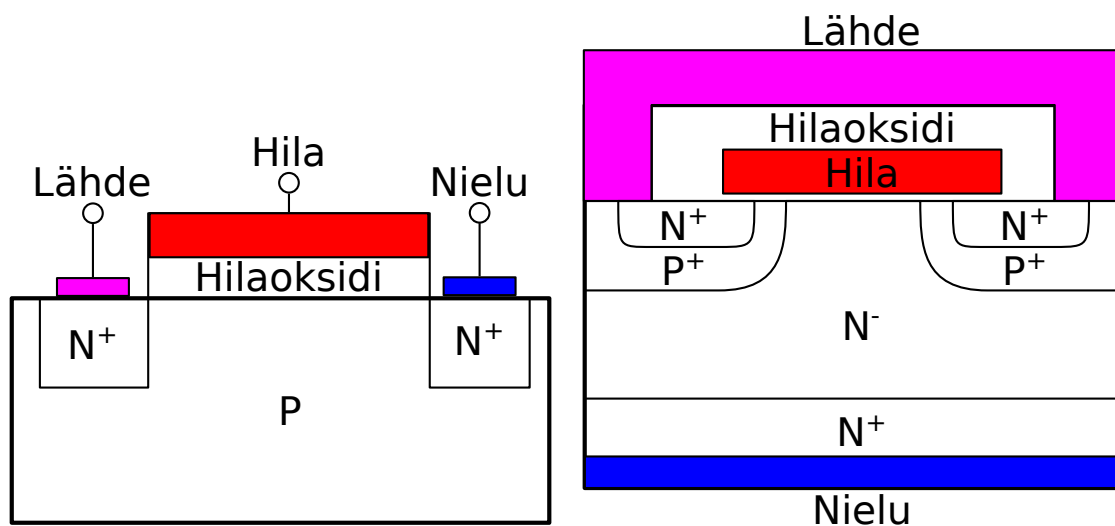 Hila
Lähde
Nielu
Hilaoksidi
N⁺
N⁺
P
Lähde
Hilaoksidi
Hila
N⁺
N⁺
P⁺
P⁺
N⁻
N⁺
Nielu